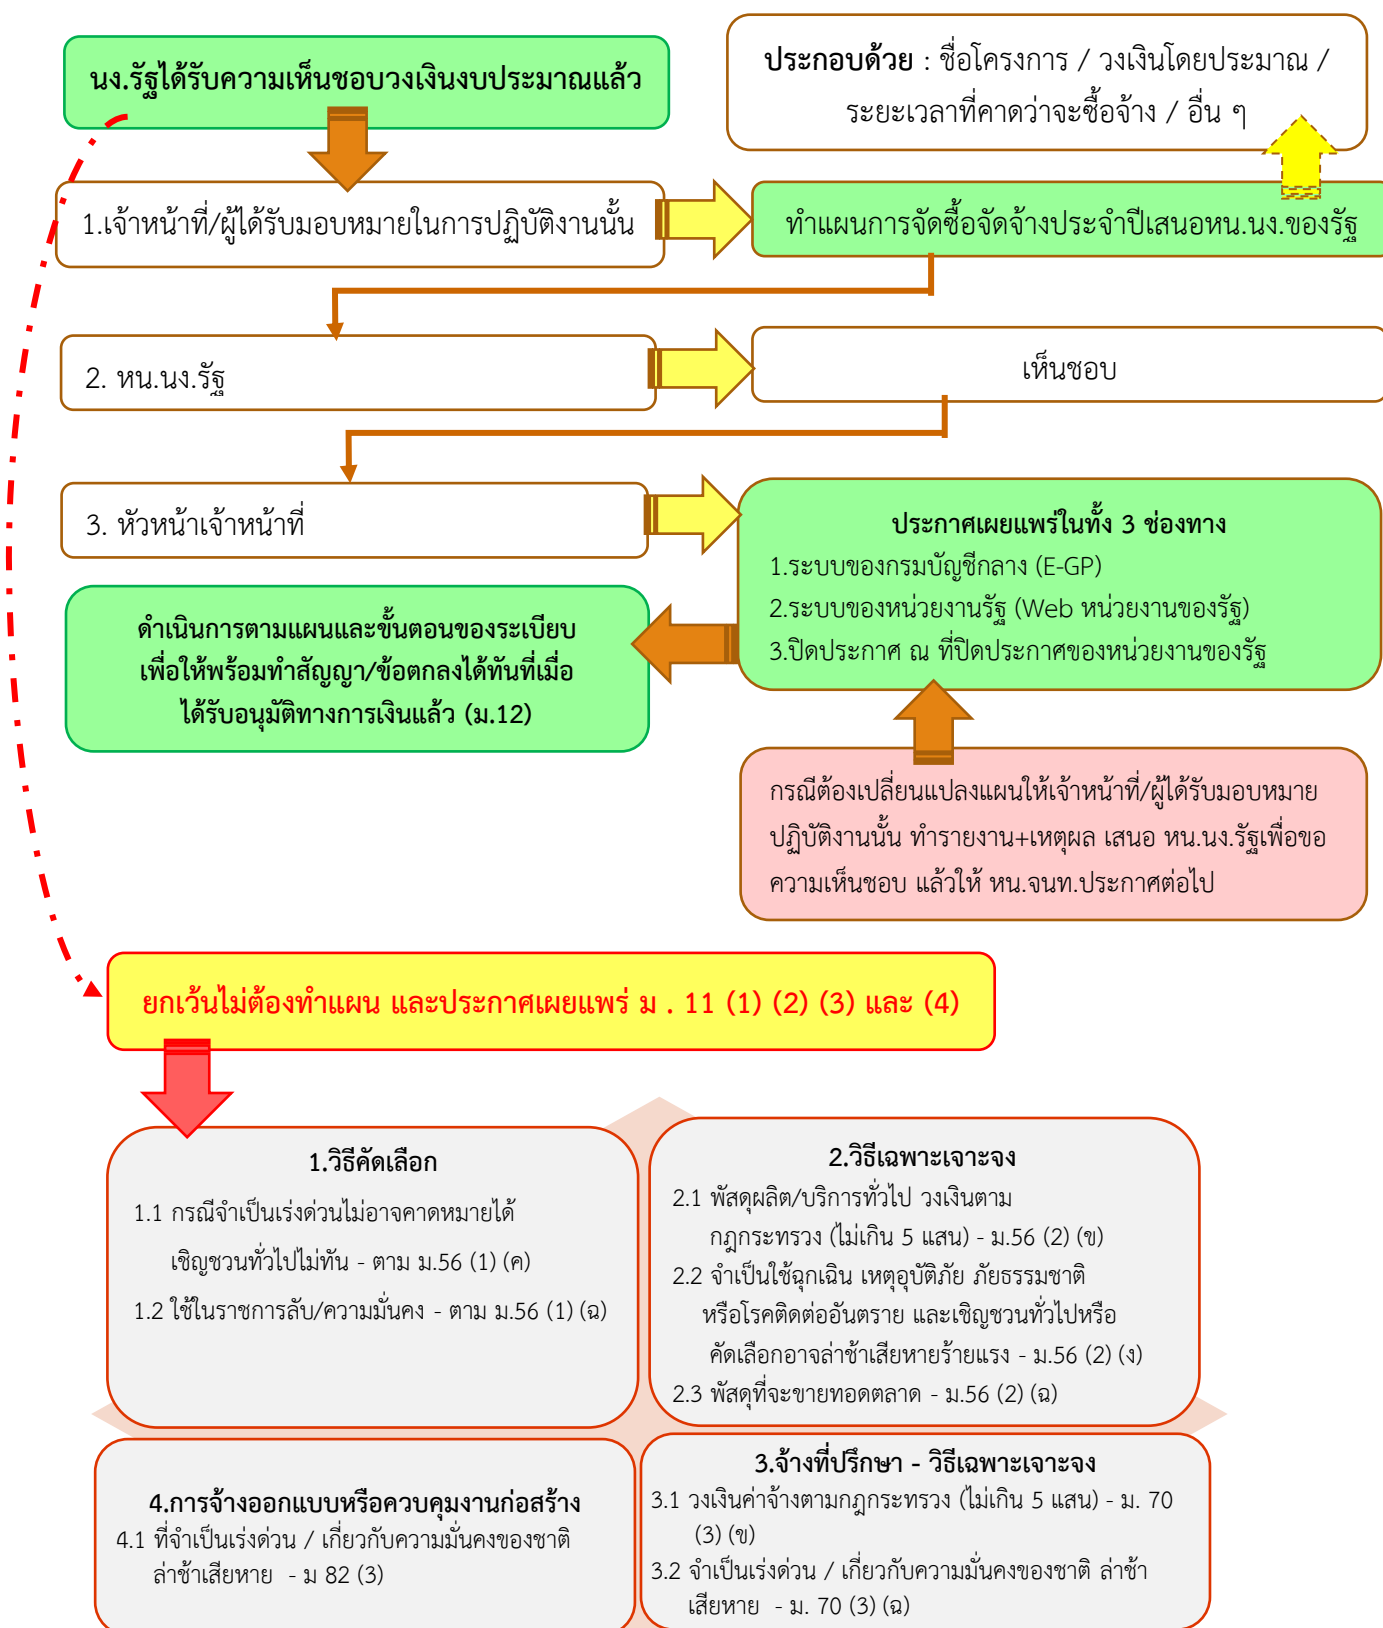 นง.รัฐได้รับความเห็นชอบวงเงินงบประมาณแล้ว
ประกอบด้วย : ชื่อโครงการ / วงเงินโดยประมาณ /
ระยะเวลาที่คาดว่าจะซื้อจ้าง / อื่น ๆ
1.เจ้าหน้าที่/ผู้ได้รับมอบหมายในการปฏิบัติงานนั้น
ทำแผนการจัดซื้อจัดจ้างประจำปีเสนอหน.นง.ของรัฐ
2. หน.นง.รัฐ
เห็นชอบ
3. หัวหน้าเจ้าหน้าที่
ประกาศเผยแพร่ในทั้ง 3 ช่องทาง
1.ระบบของกรมบัญชีกลาง (E-GP)
2.ระบบของหน่วยงานรัฐ (Web หน่วยงานของรัฐ)
3.ปิดประกาศ ณ ที่ปิดประกาศของหน่วยงานของรัฐ
ดำเนินการตามแผนและขั้นตอนของระเบียบ
เพื่อให้พร้อมทำสัญญา/ข้อตกลงได้ทันทีเมื่อ
ได้รับอนุมัติทางการเงินแล้ว (ม.12)
กรณีต้องเปลี่ยนแปลงแผนให้เจ้าหน้าที่/ผู้ได้รับมอบหมาย
ปฏิบัติงานนั้น ทำรายงาน+เหตุผล เสนอ หน.นง.รัฐเพื่อขอ
ความเห็นชอบ แล้วให้ หน.จนท.ประกาศต่อไป
ยกเว้นไม่ต้องทำแผน และประกาศเผยแพร่ ม . 11 (1) (2) (3) และ (4)
1.วิธีคัดเลือก
1.1 กรณีจำเป็นเร่งด่วนไม่อาจคาดหมายได้
เชิญชวนทั่วไปไม่ทัน - ตาม ม.56 (1) (ค)
1.2 ใช้ในราชการลับ/ความมั่นคง - ตาม ม.56 (1) (ฉ)
2.วิธีเฉพาะเจาะจง
2.1 พัสดุผลิต/บริการทั่วไป วงเงินตาม
กฎกระทรวง (ไม่เกิน 5 แสน) - ม.56 (2) (ข)
2.2 จำเป็นใช้ฉุกเฉิน เหตุอุบัติภัย ภัยธรรมชาติ
หรือโรคติดต่ออันตราย และเชิญชวนทั่วไปหรือ
คัดเลือกอาจล่าช้าเสียหายร้ายแรง - ม.56 (2) (ง)
2.3 พัสดุที่จะขายทอดตลาด - ม.56 (2) (ฉ)
4.การจ้างออกแบบหรือควบคุมงานก่อสร้าง
4.1 ที่จำเป็นเร่งด่วน / เกี่ยวกับความมั่นคงของชาติ
ล่าช้าเสียหาย - ม 82 (3)
3.จ้างที่ปรึกษา - วิธีเฉพาะเจาะจง
3.1 วงเงินค่าจ้างตามกฎกระทรวง (ไม่เกิน 5 แสน) - ม. 70
(3) (ข)
3.2 จำเป็นเร่งด่วน / เกี่ยวกับความมั่นคงของชาติ ล่าช้า
เสียหาย - ม. 70 (3) (ฉ)